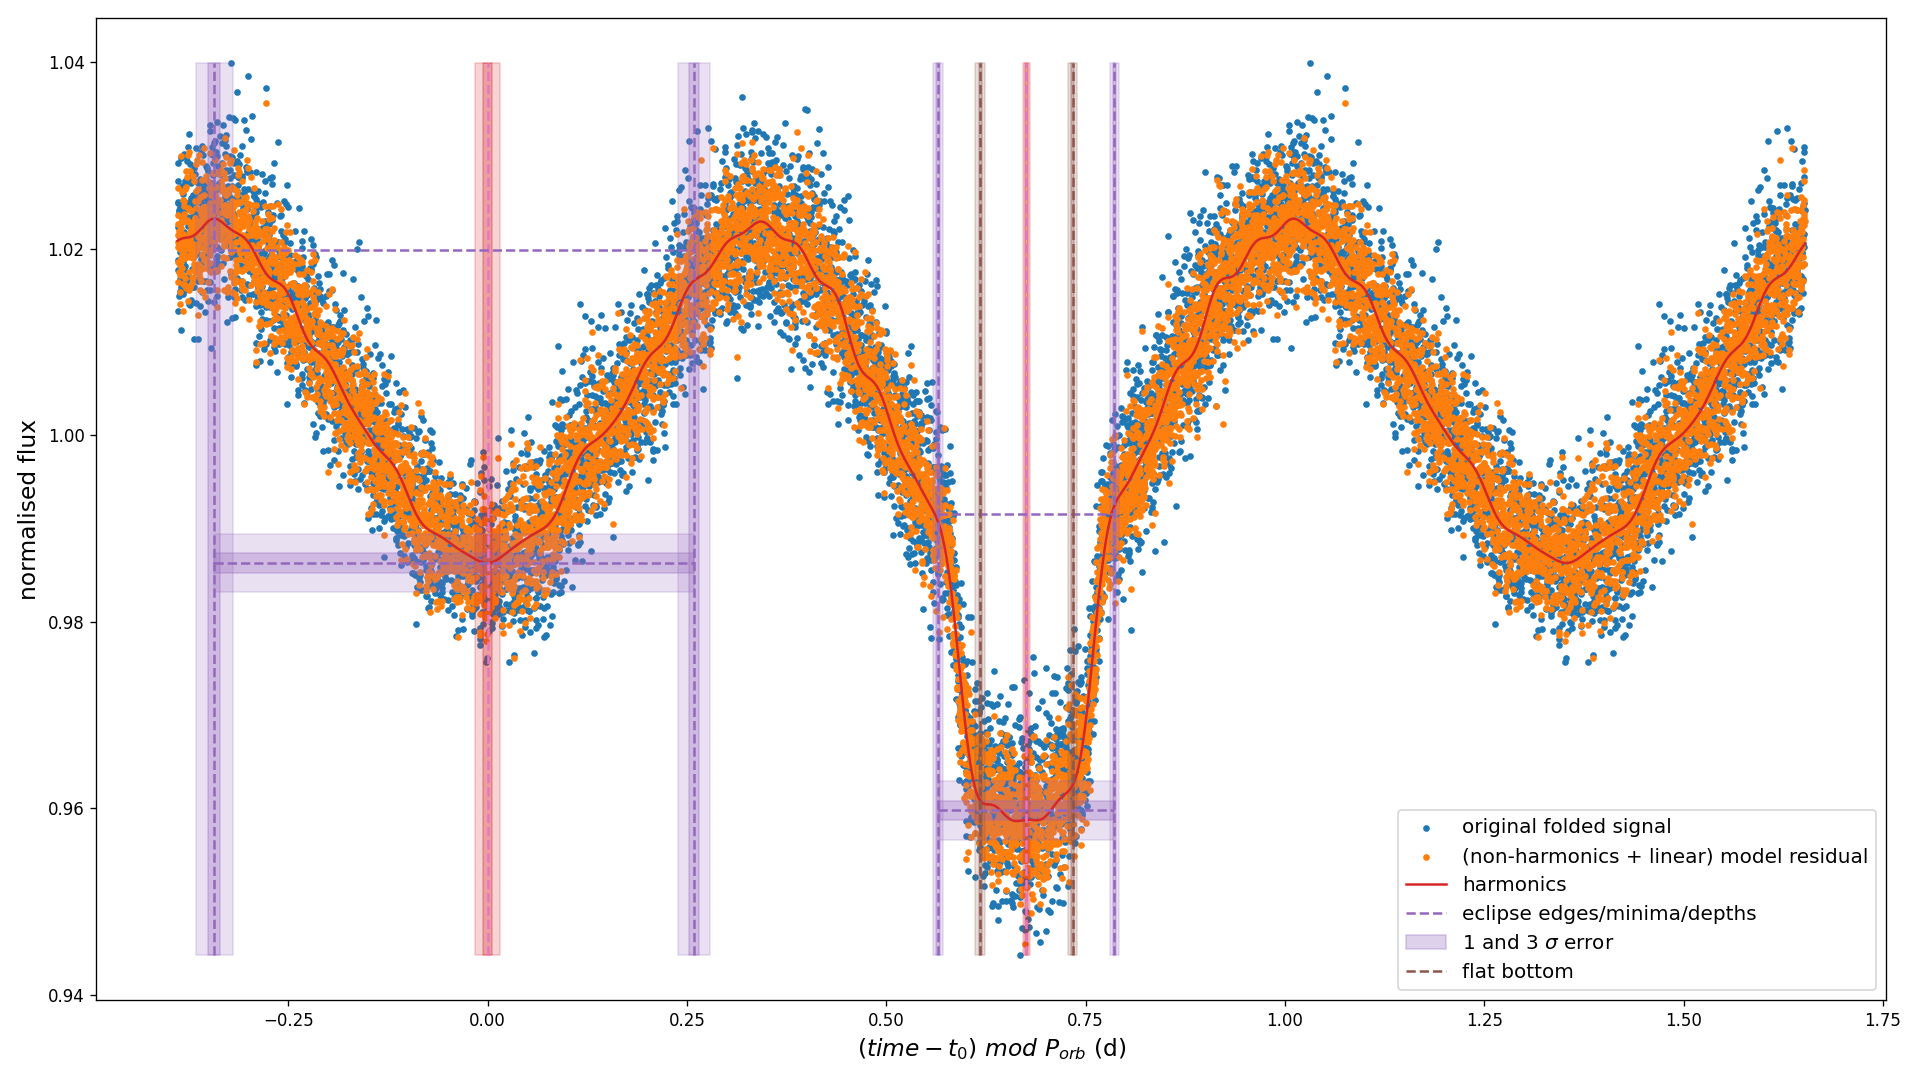 normalised flux
1.04
1.02
1.00
0.98
0.96
0.94
−0.25 0.00 0.25 0.50 0.75 1.00 1.25 1.50 1.75
(time − t₀) mod Pₒᵣb (d)
original folded signal
(non-harmonics + linear) model residual
harmonics
eclipse edges/minima/depths
1 and 3 σ error
flat bottom